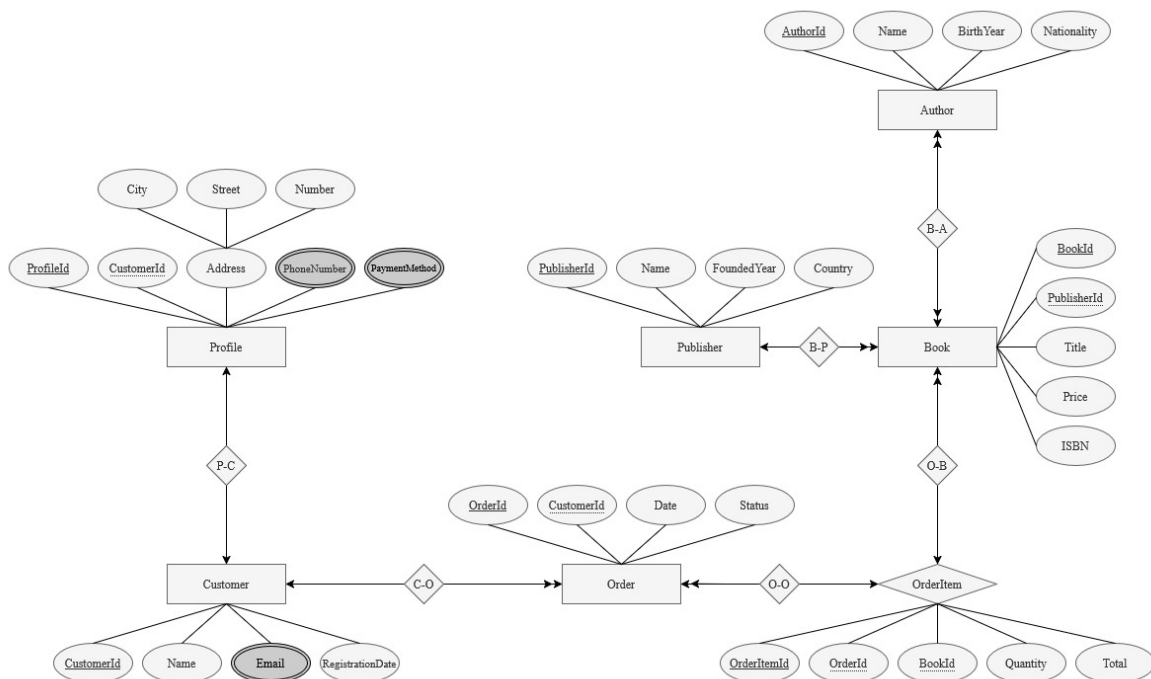 AuthorId
Name
BirthYear
Nationality
Author
City
Street
Number
B-A
ProfileId
CustomerId
Address
PhoneNumber
PaymentMethod
PublisherId
Name
FoundedYear
Country
BookId
PublisherId
Title
Price
ISBN
Profile
Publisher
B-P
Book
P-C
O-B
OrderId
CustomerId
Date
Status
Customer
C-O
Order
O-O
OrderItem
CustomerId
Name
Email
RegistrationDate
OrderItemId
OrderId
BookId
Quantity
Total